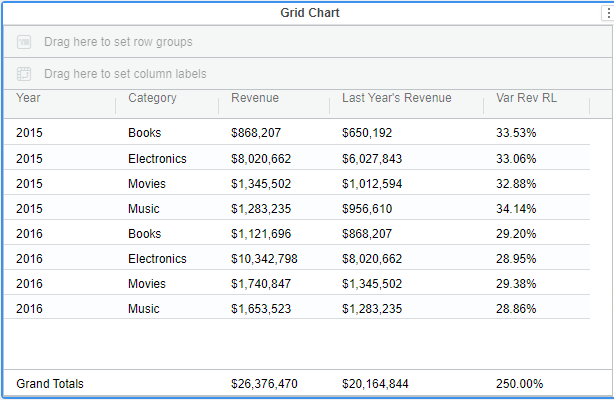 Grid Chart
Drag here to set row groups
Drag here to set column labels
Year Category Revenue Last Year's Revenue Var Rev RL
2015 Books $868,207 $650,192 33.53%
2015 Electronics $8,020,662 $6,027,843 33.06%
2015 Movies $1,345,502 $1,012,594 32.88%
2015 Music $1,283,235 $956,610 34.14%
2016 Books $1,121,696 $868,207 29.20%
2016 Electronics $10,342,798 $8,020,662 28.95%
2016 Movies $1,740,847 $1,345,502 29.38%
2016 Music $1,653,523 $1,283,235 28.86%
Grand Totals $26,376,470 $20,164,844 250.00%